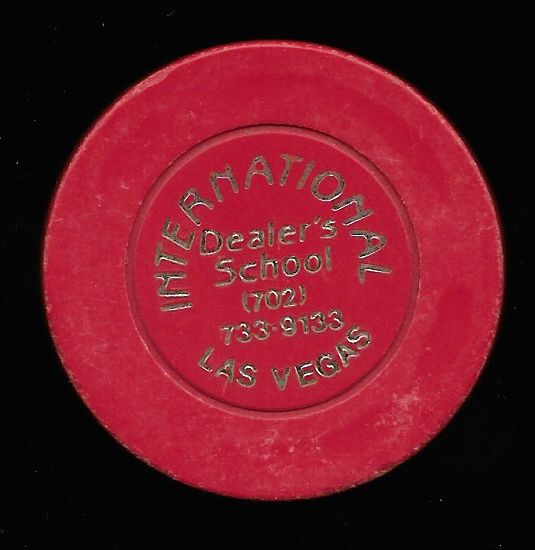 INTERNATIONAL
Dealer's
School
(702)
733-9133
LAS VEGAS